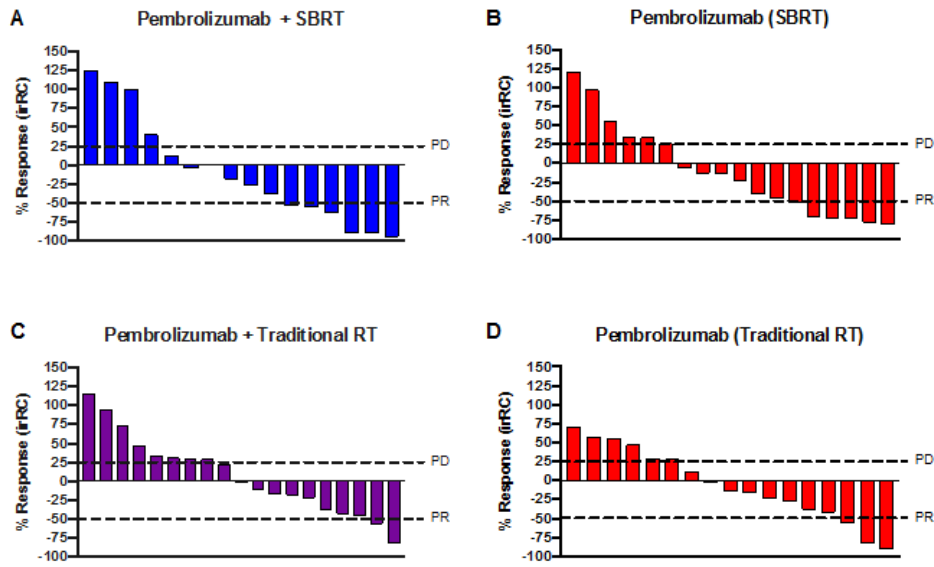 A
Pembrolizumab + SBRT
% Response (irRC)
150
125
100
75
50
25
0
-25
-50
-75
-100
PD
PR
B
Pembrolizumab (SBRT)
% Response (irRC)
150
125
100
75
50
25
0
-25
-50
-75
-100
PD
PR
C
Pembrolizumab + Traditional RT
% Response (irRC)
150
125
100
75
50
25
0
-25
-50
-75
-100
PD
PR
D
Pembrolizumab (Traditional RT)
% Response (irRC)
150
125
100
75
50
25
0
-25
-50
-75
-100
PD
PR